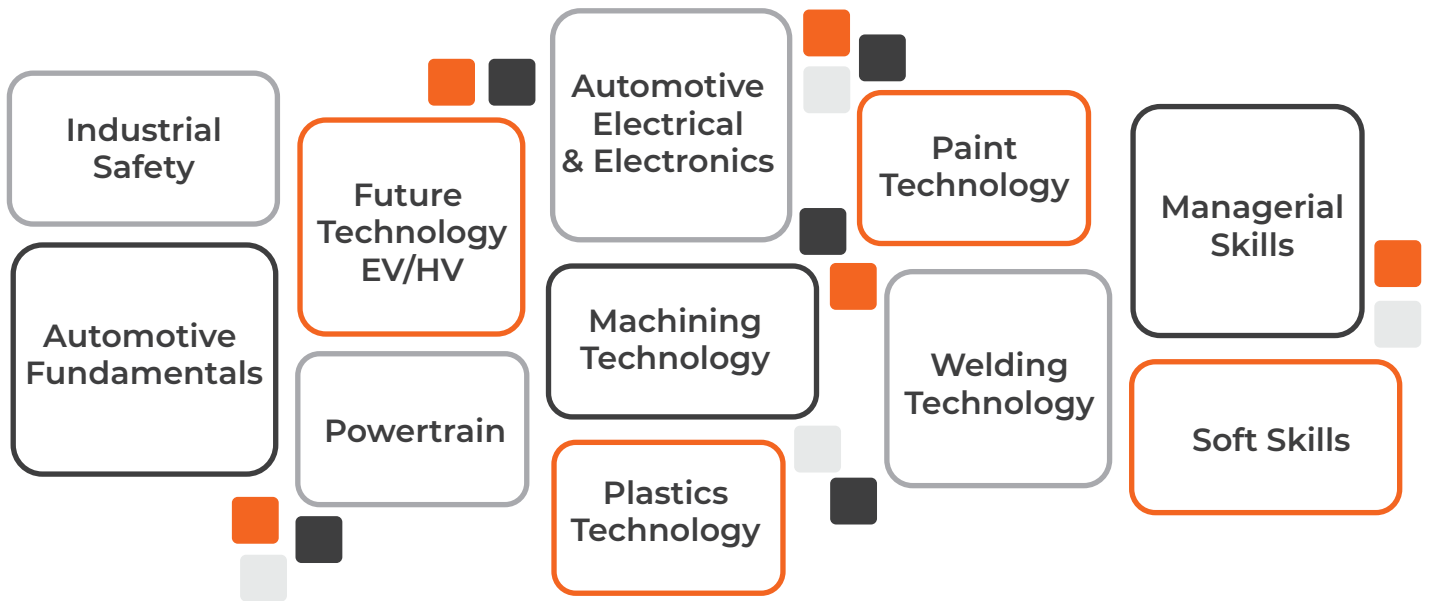 Industrial
Safety
Automotive
Fundamentals
Future
Technology
EV/HV
Powertrain
Automotive
Electrical
& Electronics
Machining
Technology
Plastics
Technology
Paint
Technology
Welding
Technology
Managerial
Skills
Soft Skills